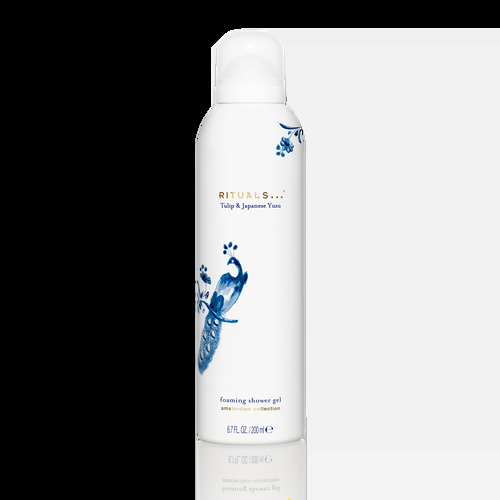 RITUALS...
Tulip & Japanese Yuzu
foaming shower gel
amsterdam collection
6.7 FL. OZ. / 200 ml ℮